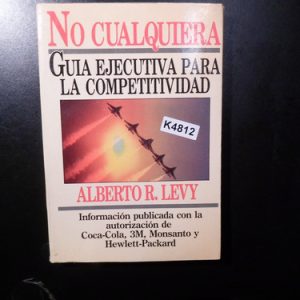 NO CUALQUIERA
GUIA EJECUTIVA PARA
LA COMPETITIVIDAD
K4812
ALBERTO R. LEVY
Información publicada con la
autorización de
Coca-Cola, 3M, Monsanto y
Hewlett-Packard